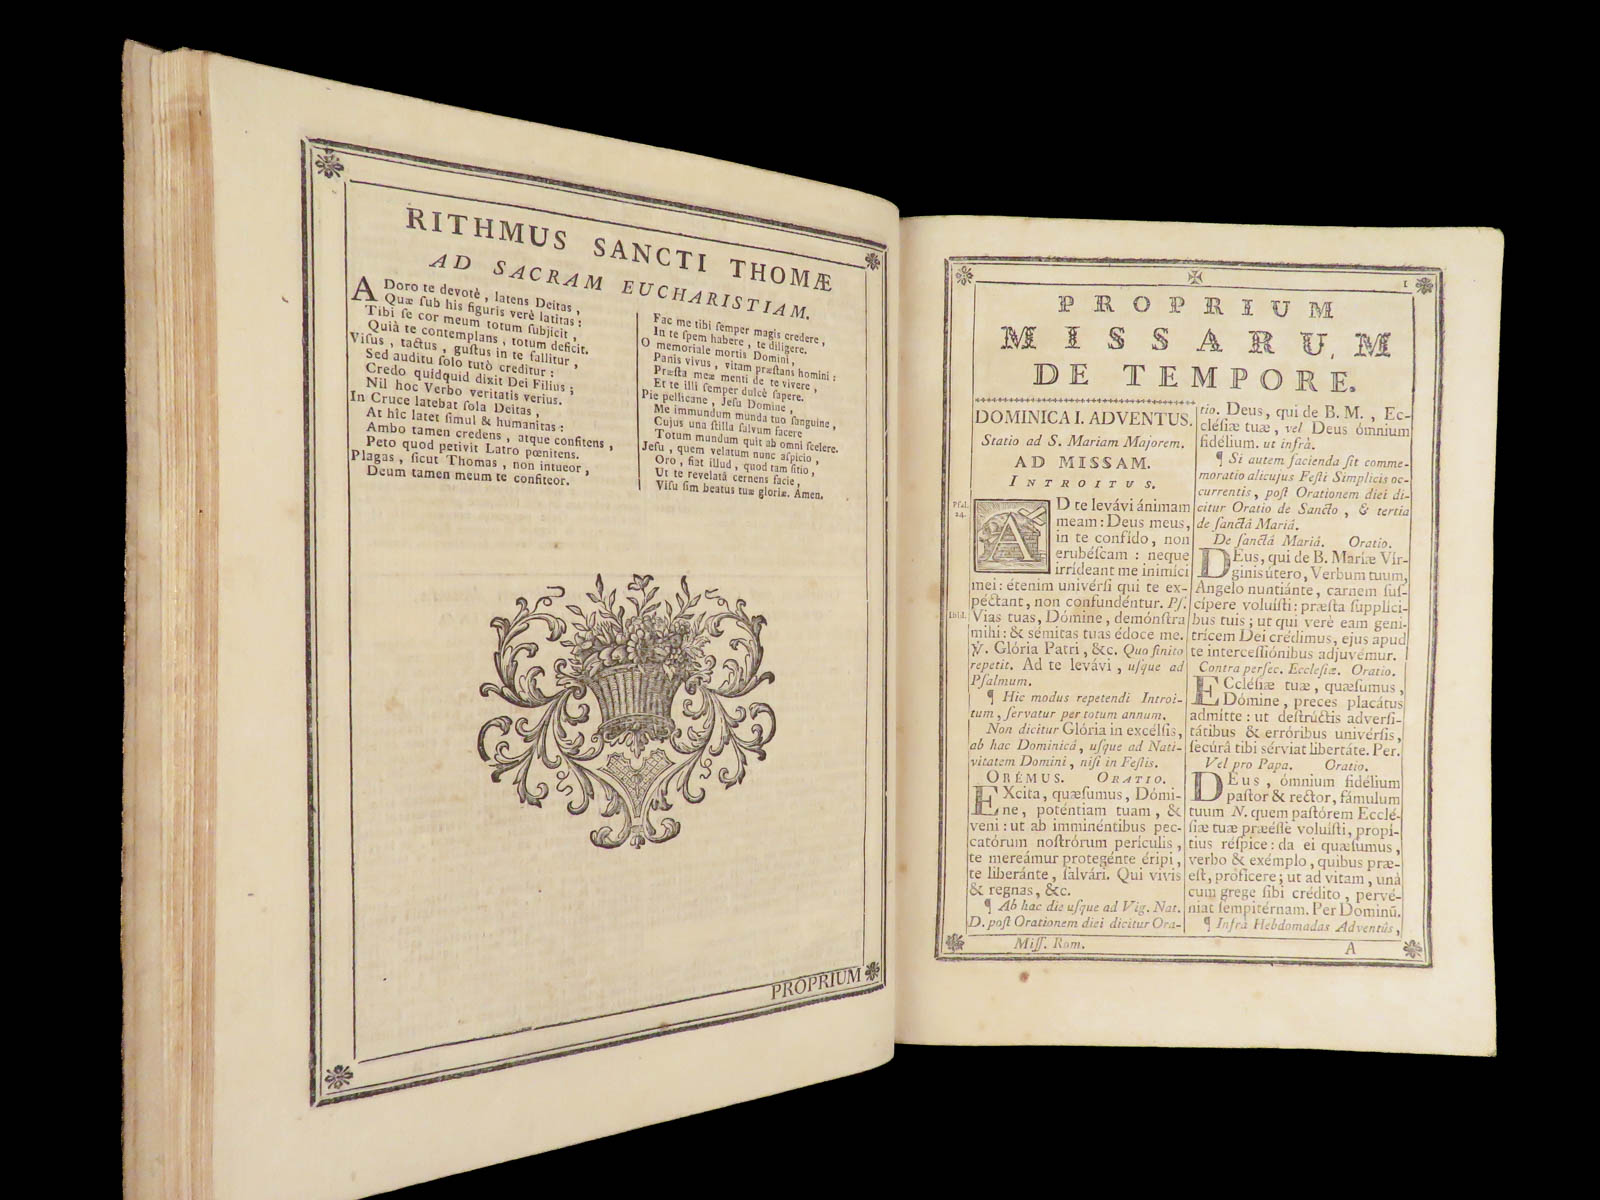 RITHMUS SANCTI THOMÆ
AD SACRAM EUCHARISTIAM.
ADoro te devotè, latens Deitas,
Quæ ſub his figuris verè latitas:
Tibi ſe cor meum totum ſubjicit,
Quià te contemplans, totum deficit.
Viſus, tactus, guſtus in te fallitur,
Sed auditu ſolo tutò creditur:
Credo quidquid dixit Dei Filius;
Nil hoc Verbo veritatis verius.
In Cruce latebat ſola Deitas,
At hîc latet ſimul & humanitas:
Ambo tamen credens, atque confitens,
Peto quod petivit Latro pœnitens.
Plagas, ſicut Thomas, non intueor,
Deum tamen meum te confiteor.
Fac me tibi ſemper magis credere,
In te ſpem habere, te diligere.
O memoriale mortis Domini,
Panis vivus, vitam præſtans homini:
Præſta meæ menti de te vivere,
Et te illi ſemper dulcè ſapere.
Pie pellicane, Jeſu Domine,
Me immundum munda tuo ſanguine,
Cujus una ſtilla ſalvum facere
Totum mundum quit ab omni ſcelere.
Jeſu, quem velatum nunc aſpicio,
Oro, fiat illud, quod tam ſitio,
Ut te revelatâ cernens facie,
Viſu ſim beatus tuæ gloriæ. Amen.
PROPRIUM
1
PROPRIUM
MISSARUM
DE TEMPORE.
DOMINICA I. ADVENTUS.
Statio ad S. Mariam Majorem.
AD MISSAM.
INTROITUS.
Pſal. 24.
AD te levávi ánimam
meam: Deus meus,
in te confído, non
erubéſcam: neque
irrídeant me inimíci
mei: étenim univérſi qui te ex-
péctant, non confundéntur. Pſ.
Ibid.
Vias tuas, Dómine, demónſtra
mihi: & sémitas tuas édoce me.
℣. Glória Patri, &c. Quo finito
repetit. Ad te levávi, uſque ad
Pſalmum.
¶ Hic modus repetendi Introi-
tum, ſervatur per totum annum.
Non dicitur Glória in excélſis,
ab hac Dominicâ, uſque ad Nati-
vitatem Domini, niſi in Feſtis.
ORÉMUS. ORATIO.
EXcita, quæſumus, Dómi-
ne, poténtiam tuam, &
veni: ut ab imminéntibus pec-
catórum noſtrórum perículis,
te mereámur protegénte éripi,
te liberánte, ſalvári. Qui vivis
& regnas, &c.
¶ Ab hac die uſque ad Vig. Nat.
D. poſt Orationem diei dicitur Ora-
tio. Deus, qui de B. M., Ec-
cléſiæ tuæ, vel Deus ómnium
fidélium. ut infrà.
¶ Si autem facienda ſit comme-
moratio alicujus Feſti Simplicis oc-
currentis, poſt Orationem diei di-
citur Oratio de Sancto, & tertia
de ſanctâ Mariâ.
De ſanctâ Mariâ. Oratio.
DEus, qui de B. Maríæ Vír-
ginis útero, Verbum tuum,
Angelo nuntiánte, carnem ſuſ-
cípere voluíſti: præſta ſupplíci-
bus tuis; ut qui verè eam geni-
trícem Dei crédimus, ejus apud
te interceſſiónibus adjuvémur.
Contra perſec. Eccleſiæ. Oratio.
ECcléſiæ tuæ, quæſumus,
Dómine, preces placátus
admitte: ut deſtrúctis adverſi-
tátibus & erróribus univérſis,
ſecúrâ tibi sérviat libertáte. Per.
Vel pro Papa. Oratio.
DEus, ómnium fidélium
paſtor & rector, fámulum
tuum N. quem paſtórem Ecclé-
ſiæ tuæ præéſſe voluíſti, propí-
tius réſpice: da ei quæſumus,
verbo & exémplo, quibus præ-
eſt, profícere; ut ad vitam, unà
cum grege ſibi crédito, pervé-
niat ſempitérnam. Per Dominũ.
¶ Infrà Hebdomadas Adventûs,
Miſſ. Rom.
A